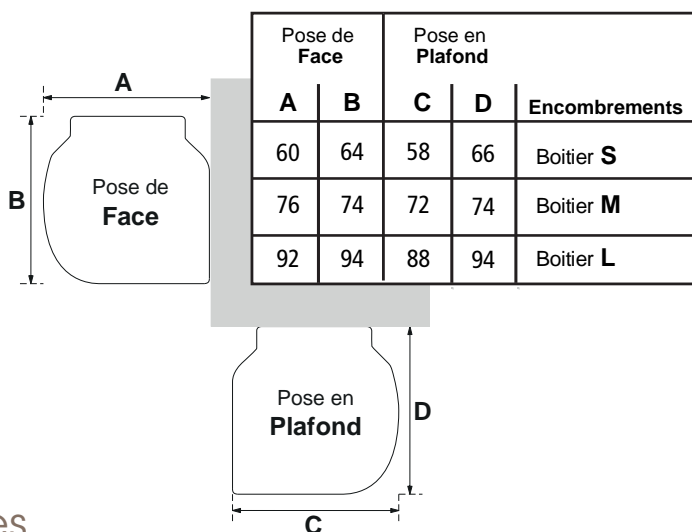 Pose de Face
Pose en Plafond
A B C D Encombrements
60 64 58 66 Boitier S
76 74 72 74 Boitier M
92 94 88 94 Boitier L
A
B
Pose de
Face
Pose en
Plafond
D
C
es